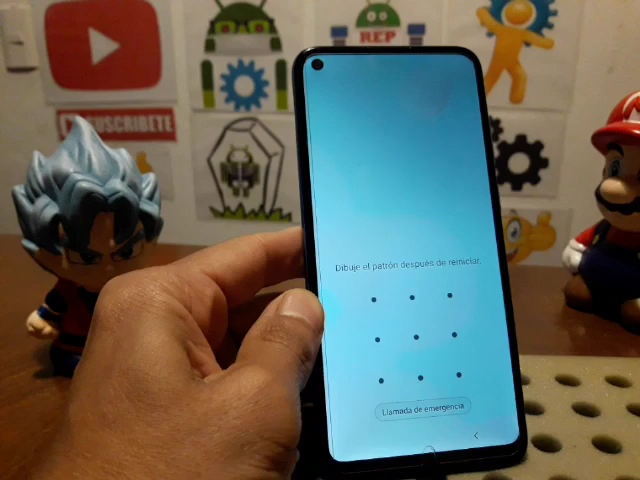 REP
SUSCRIBETE
Dibuje el patrón después de reiniciar.
Llamada de emergencia